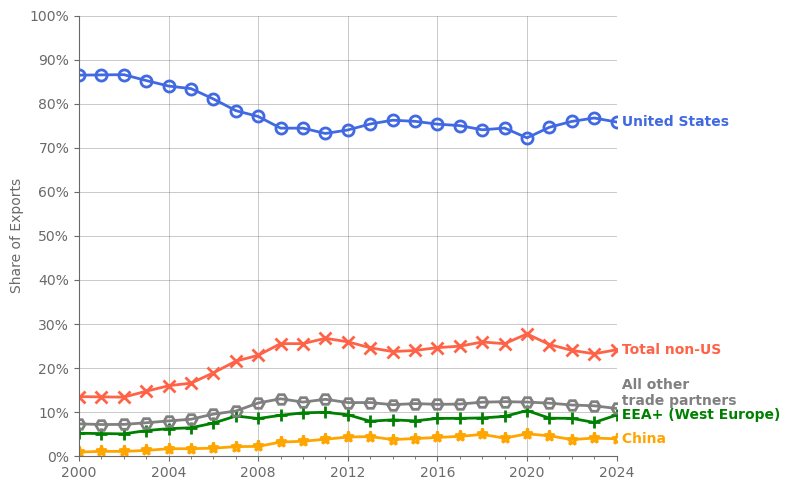 100%
90%
80%
70%
60%
50%
40%
30%
20%
10%
0%
Share of Exports
2000
2004
2008
2012
2016
2020
2024
United States
Total non-US
All other
trade partners
EEA+ (West Europe)
China